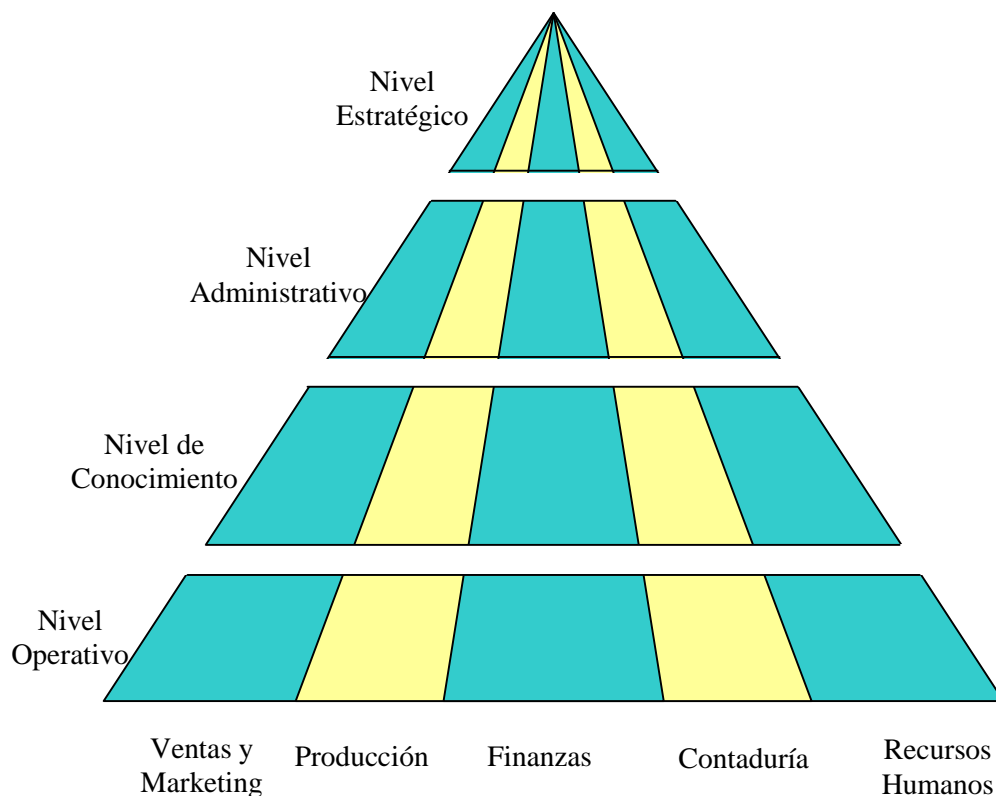 Nivel
Estratégico
Nivel
Administrativo
Nivel de
Conocimiento
Nivel
Operativo
Ventas y
Marketing
Producción
Finanzas
Contaduría
Recursos
Humanos